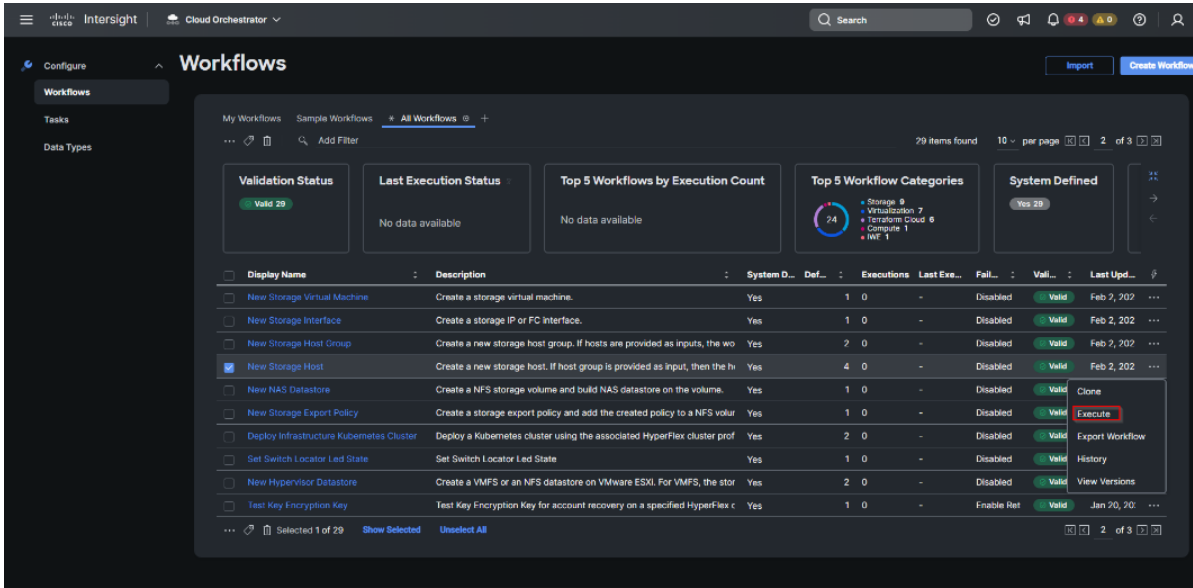 CISCO Intersight Cloud Orchestrator Search 4 0
Configure
Workflows
Tasks
Data Types
Workflows
Import Create Workflow
My Workflows Sample Workflows All Workflows
Add Filter 29 items found 10 per page 2 of 3
Validation Status Last Execution Status Top 5 Workflows by Execution Count Top 5 Workflow Categories System Defined
Valid 29 No data available No data available 24 Yes 29
Storage 9
Virtualization 7
Terraform Cloud 6
Compute 1
IWE 1
Display Name Description System D... Def... Executions Last Exe... Fail... Vali... Last Upd...
New Storage Virtual Machine Create a storage virtual machine. Yes 1 0 - Disabled Valid Feb 2, 202 ...
New Storage Interface Create a storage IP or FC interface. Yes 1 0 - Disabled Valid Feb 2, 202 ...
New Storage Host Group Create a new storage host group. If hosts are provided as inputs, the wo Yes 2 0 - Disabled Valid Feb 2, 202 ...
New Storage Host Create a new storage host. If host group is provided as input, then the h Yes 4 0 - Disabled Valid Feb 2, 202 ...
New NAS Datastore Create a NFS storage volume and build NAS datastore on the volume. Yes 1 0 - Disabled Valid
New Storage Export Policy Create a storage export policy and add the created policy to a NFS volur Yes 1 0 - Disabled Valid
Deploy Infrastructure Kubernetes Cluster Deploy a Kubernetes cluster using the associated HyperFlex cluster prof Yes 2 0 - Disabled Valid
Set Switch Locator Led State Set Switch Locator Led State Yes 1 0 - Disabled Valid
New Hypervisor Datastore Create a VMFS or an NFS datastore on VMware ESXI. For VMFS, the stor Yes 2 0 - Disabled Valid
Test Key Encryption Key Test Key Encryption Key for account recovery on a specified HyperFlex c Yes 1 0 - Enable Ret Valid Jan 20, 20 ...
Clone
Execute
Export Workflow
History
View Versions
... Selected 1 of 29 Show Selected Unselect All 2 of 3